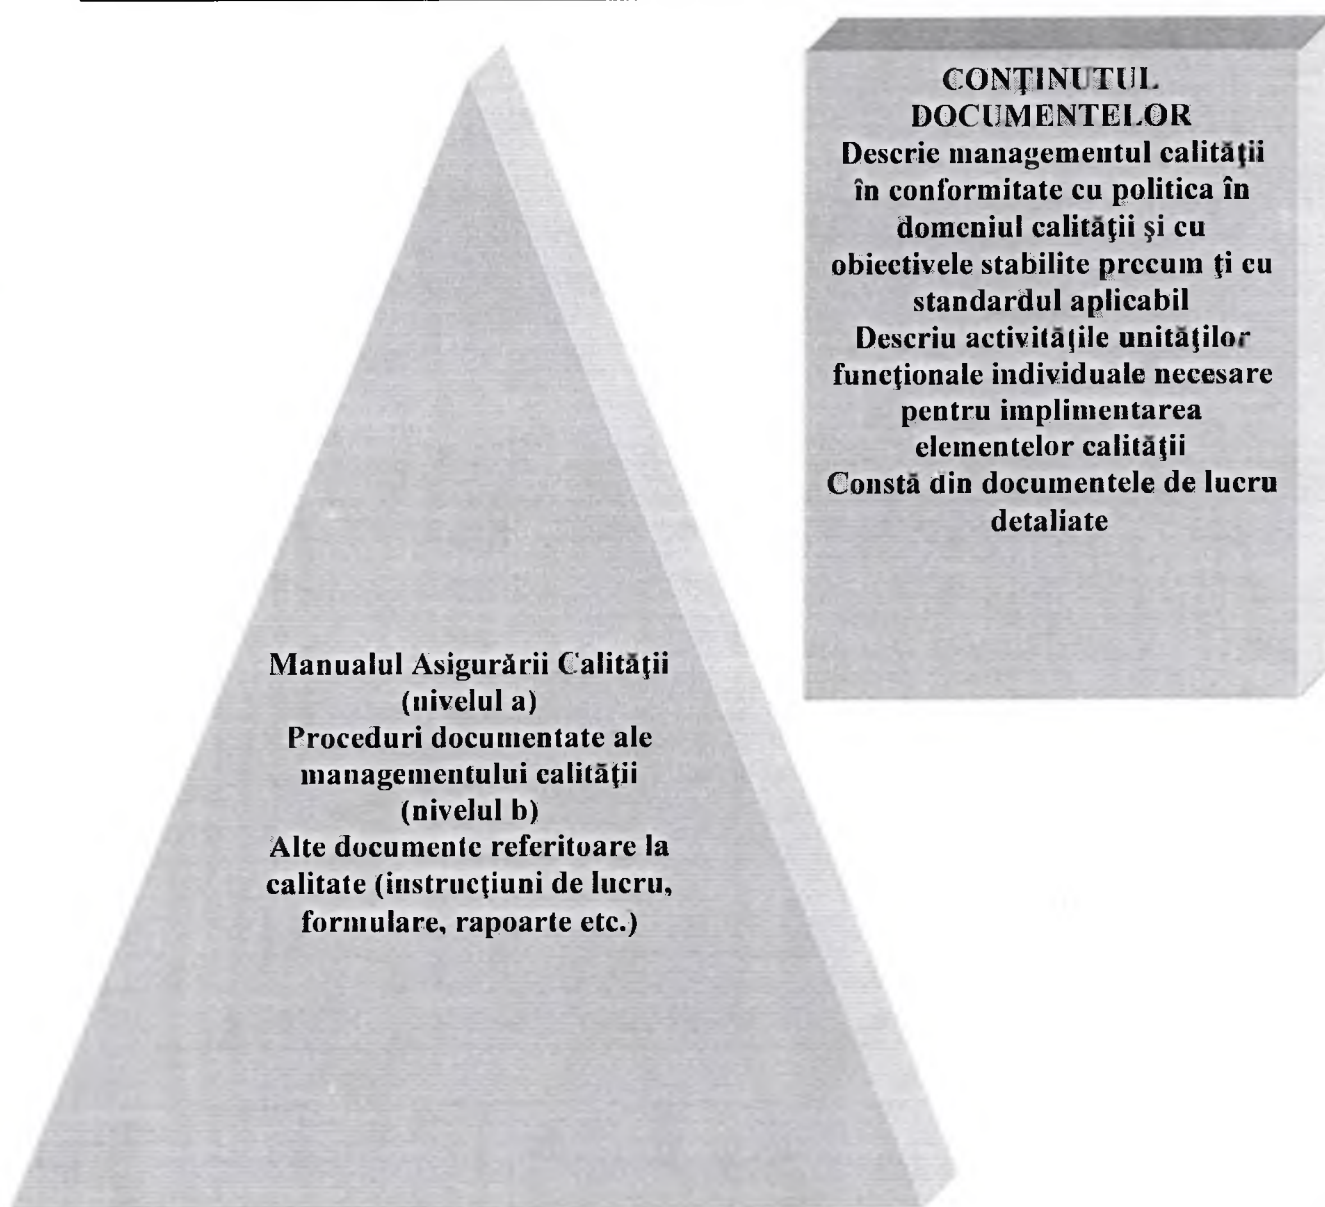 CONŢINUTUL
DOCUMENTELOR
Descrie managementul calităţii
în conformitate cu politica în
domeniul calităţii şi cu
obiectivele stabilite precum ţi cu
standardul aplicabil
Descriu activităţile unităţilor
funcţionale individuale necesare
pentru implimentarea
elementelor calităţii
Constă din documentele de lucru
detaliate
Manualul Asigurării Calităţii
(nivelul a)
Proceduri documentate ale
managementului calităţii
(nivelul b)
Alte documente referitoare la
calitate (instrucţiuni de lucru,
formulare, rapoarte etc.)